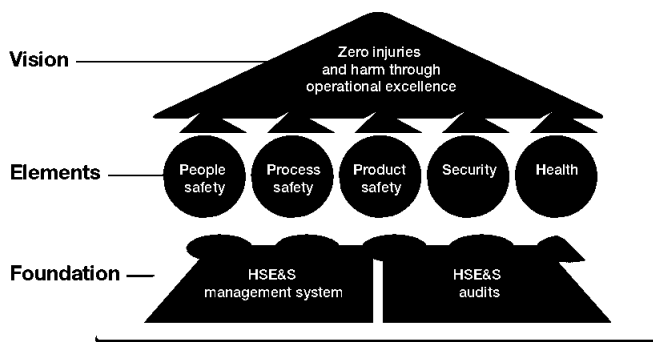 Vision
Zero injuries
and harm through
operational excellence
Elements
People
safety
Process
safety
Product
safety
Security
Health
Foundation
HSE&S
management system
HSE&S
audits